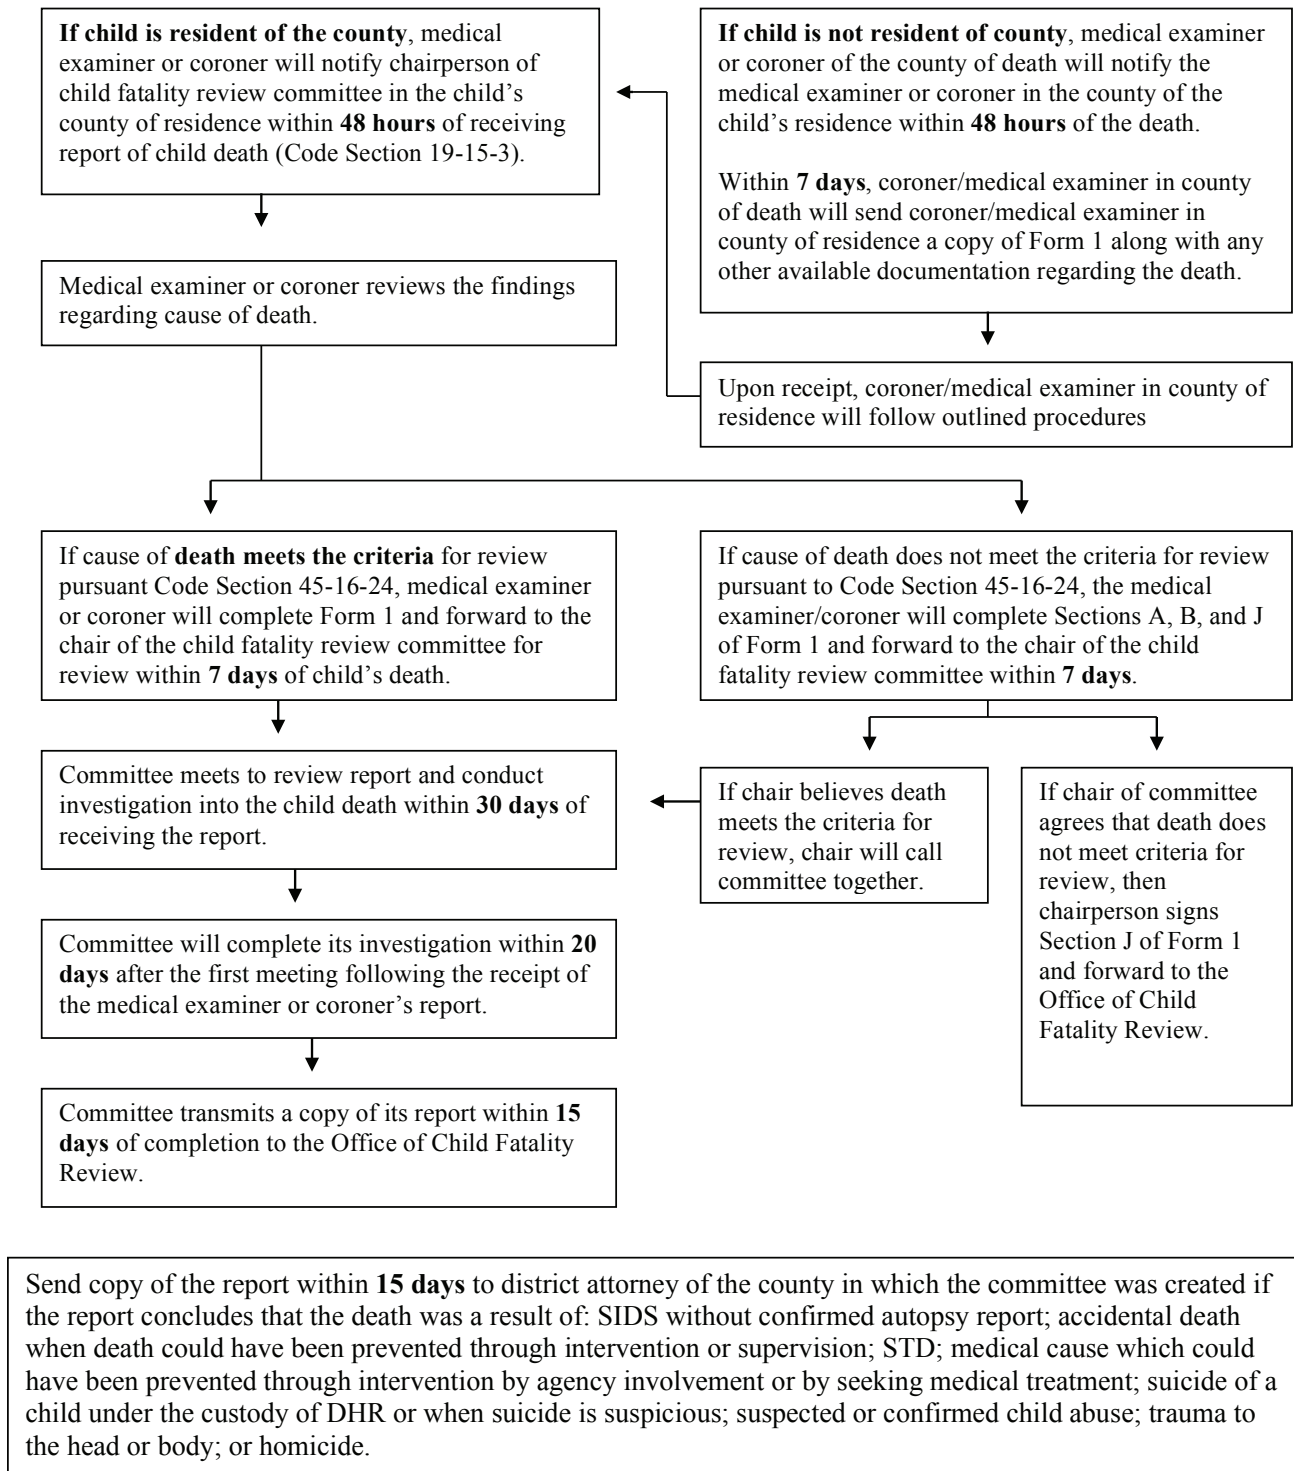 If child is resident of the county, medical
examiner or coroner will notify chairperson of
child fatality review committee in the child’s
county of residence within 48 hours of receiving
report of child death (Code Section 19-15-3).
If child is not resident of county, medical examiner
or coroner of the county of death will notify the
medical examiner or coroner in the county of the
child’s residence within 48 hours of the death.
Within 7 days, coroner/medical examiner in county
of death will send coroner/medical examiner in
county of residence a copy of Form 1 along with any
other available documentation regarding the death.
Medical examiner or coroner reviews the findings
regarding cause of death.
Upon receipt, coroner/medical examiner in county of
residence will follow outlined procedures
If cause of death meets the criteria for review
pursuant Code Section 45-16-24, medical examiner
or coroner will complete Form 1 and forward to the
chair of the child fatality review committee for
review within 7 days of child’s death.
If cause of death does not meet the criteria for review
pursuant to Code Section 45-16-24, the medical
examiner/coroner will complete Sections A, B, and J
of Form 1 and forward to the chair of the child
fatality review committee within 7 days.
Committee meets to review report and conduct
investigation into the child death within 30 days of
receiving the report.
If chair believes death
meets the criteria for
review, chair will call
committee together.
If chair of committee
agrees that death does
not meet criteria for
review, then
chairperson signs
Section J of Form 1
and forward to the
Office of Child
Fatality Review.
Committee will complete its investigation within 20
days after the first meeting following the receipt of
the medical examiner or coroner’s report.
Committee transmits a copy of its report within 15
days of completion to the Office of Child Fatality
Review.
Send copy of the report within 15 days to district attorney of the county in which the committee was created if
the report concludes that the death was a result of: SIDS without confirmed autopsy report; accidental death
when death could have been prevented through intervention or supervision; STD; medical cause which could
have been prevented through intervention by agency involvement or by seeking medical treatment; suicide of a
child under the custody of DHR or when suicide is suspicious; suspected or confirmed child abuse; trauma to
the head or body; or homicide.